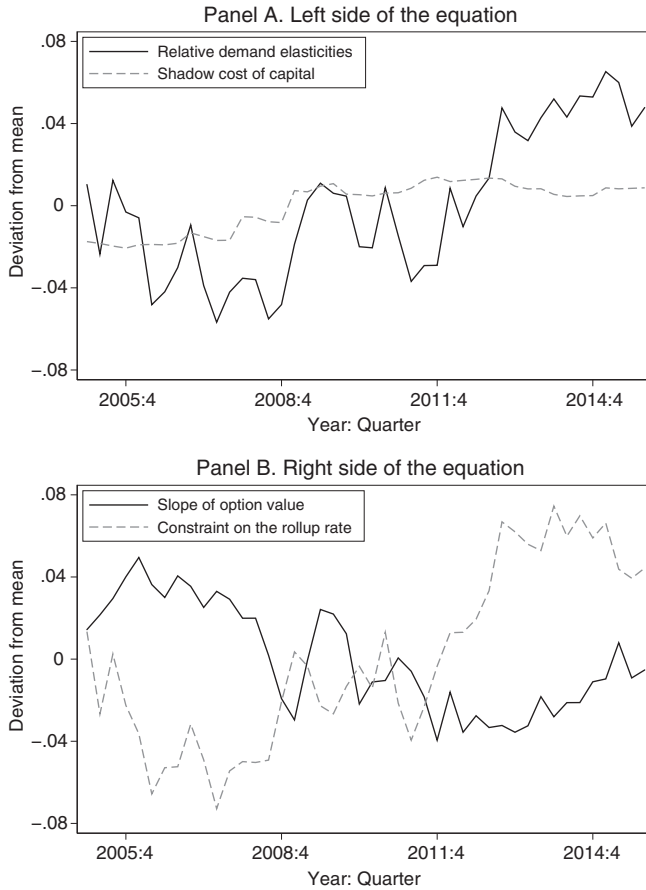 Panel A. Left side of the equation
Relative demand elasticities
Shadow cost of capital
Deviation from mean
.08
.04
0
−.04
−.08
2005:4
2008:4
2011:4
2014:4
Year: Quarter
Panel B. Right side of the equation
Slope of option value
Constraint on the rollup rate
Deviation from mean
.08
.04
0
−.04
−.08
2005:4
2008:4
2011:4
2014:4
Year: Quarter